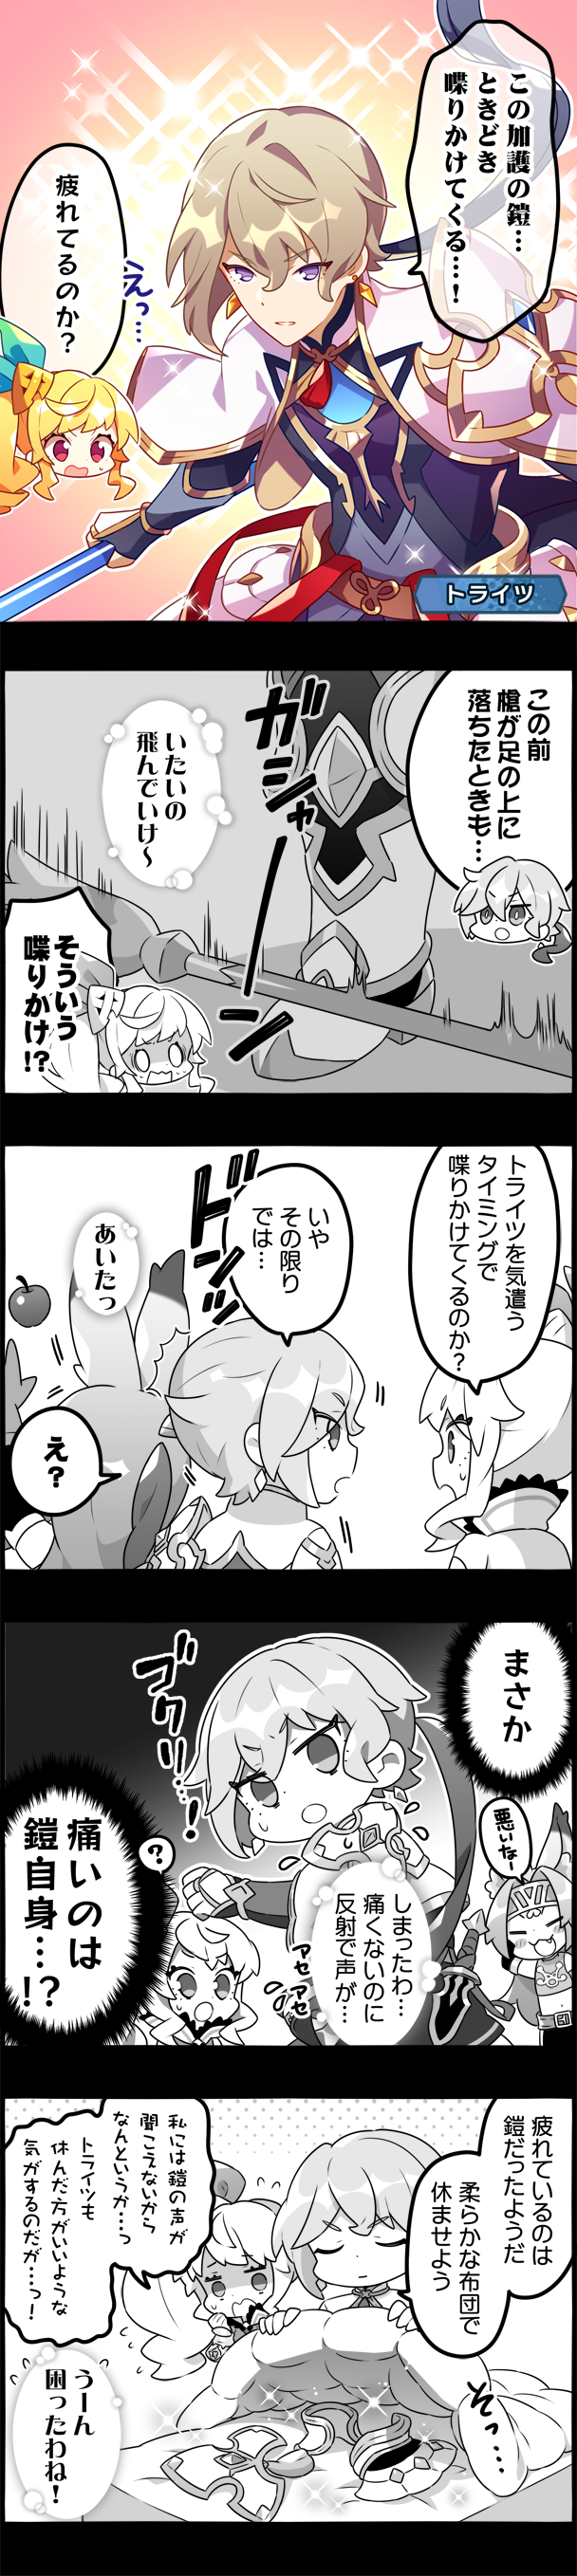 この加護の鎧…
ときどき
喋りかけてくる…！
えっ…
疲れてるのか？
トライツ
この前
槍が足の上に
落ちたときも…
ガシャーン
いたいの
飛んでいけ～
そういう
喋りかけ!?
トライツを気遣う
タイミングで
喋りかけてくるのか？
いや
その限り
では…
ドンッ
あいたっ
え？
まさか
悪いなー
ゴクリ…！
しまったわ…
痛くないのに
反射で声が…
アセアセ
？
痛いのは
鎧自身…!?
疲れているのは
鎧だったようだ
柔らかな布団で
休ませよう
そっ…
私には鎧の声が
聞こえないから
なんというか…っ
トライツも
休んだ方がいいような
気がするのだが…っ！
うーん
困ったわね！